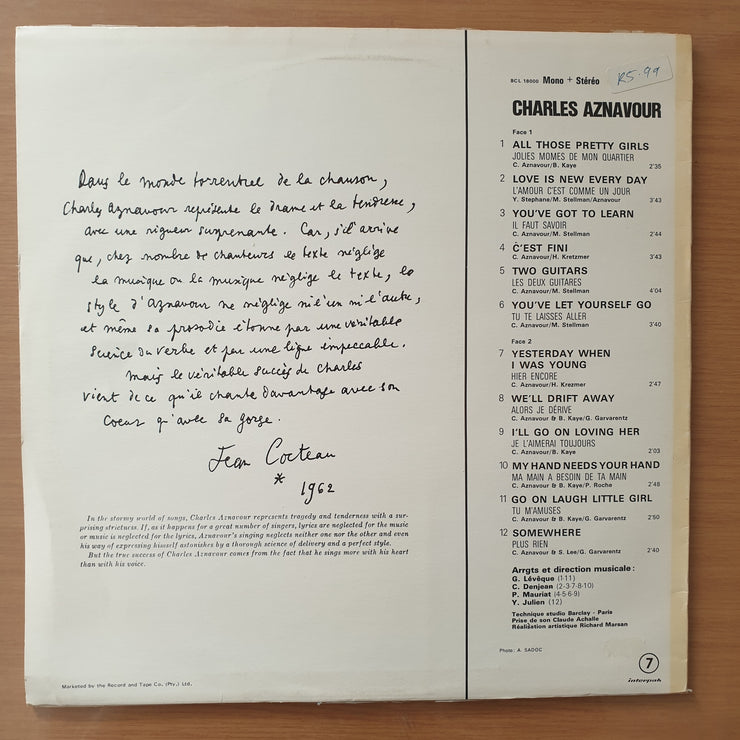 Dans le monde torrentiel de la chanson,
Charles Aznavour représente le drame et la tendresse,
avec une rigueur surprenante. Car, s'il arrive
que, chez nombre de chanteurs le texte néglige
la musique ou la musique néglige le texte, le
style d'Aznavour ne néglige ni l'un ni l'autre,
et même sa prosodie étonne par une véritable
science du verbe et par une ligne impeccable.
mais le véritable succès de Charles
vient de ce qu'il chante davantage avec son
coeur qu'avec sa gorge.
Jean Cocteau
*
1962
In the stormy world of songs, Charles Aznavour represents tragedy and tenderness with a sur-
prising strictness. If, as it happens for a great number of singers, lyrics are neglected for the music
or music is neglected for the lyrics, Aznavour's singing neglects neither one nor the other and even
his way of expressing himself astonishes by a thorough science of delivery and a perfect style.
But the true success of Charles Aznavour comes from the fact that he sings more with his heart
than with his voice.
Marketed by the Record and Tape Co. (Pty.) Ltd.
BCL 18000 Mono + Stéréo
R5.99
CHARLES AZNAVOUR
Face 1
1 ALL THOSE PRETTY GIRLS
JOLIES MOMES DE MON QUARTIER
C. Aznavour/B. Kaye 2'35
2 LOVE IS NEW EVERY DAY
L'AMOUR C'EST COMME UN JOUR
Y. Stephane/M. Stellman/Aznavour 3'43
3 YOU'VE GOT TO LEARN
IL FAUT SAVOIR
C. Aznavour/M. Stellman 2'44
4 C'EST FINI
C. Aznavour/H. Kretzmer 3'43
5 TWO GUITARS
LES DEUX GUITARES
C. Aznavour/M. Stellman 4'04
6 YOU'VE LET YOURSELF GO
TU TE LAISSES ALLER
C. Aznavour/M. Stellman 3'40
Face 2
7 YESTERDAY WHEN
I WAS YOUNG
HIER ENCORE
C. Aznavour/H. Krezmer 2'47
8 WE'LL DRIFT AWAY
ALORS JE DÉRIVE
C. Aznavour & B. Kaye/G. Garvarentz
9 I'LL GO ON LOVING HER
JE L'AIMERAI TOUJOURS
C. Aznavour/B. Kaye 2'03
10 MY HAND NEEDS YOUR HAND
MA MAIN A BESOIN DE TA MAIN
C. Aznavour & B. Kaye/P. Roche 2'48
11 GO ON LAUGH LITTLE GIRL
TU M'AMUSES
C. Aznavour & B. Kaye/G. Garvarentz 2'50
12 SOMEWHERE
PLUS RIEN
C. Aznavour & S. Lee/G. Garvarentz 2'40
Arrgts et direction musicale :
G. Lévêque (1-11)
C. Denjean (2-3-7-8-10)
P. Mauriat (4-5-6-9)
Y. Julien (12)
Technique studio Barclay - Paris
Prise de son Claude Achalle
Réalisation artistique Richard Marsan
Photo: A. SADOC
7
interpak